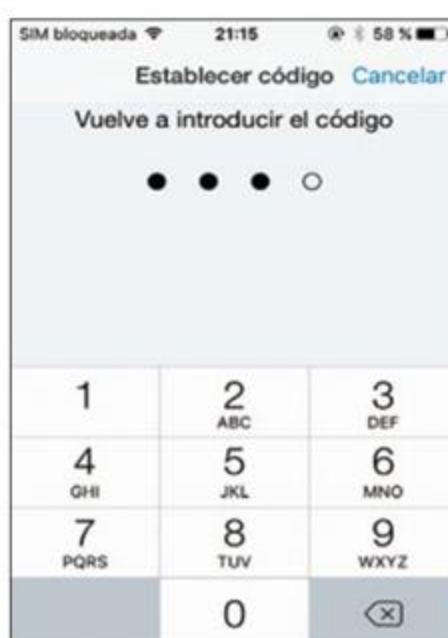 SIM bloqueada 21:15 58 %
Establecer código Cancelar
Vuelve a introducir el código
1 2 3
ABC DEF
4 5 6
GHI JKL MNO
7 8 9
PQRS TUV WXYZ
0